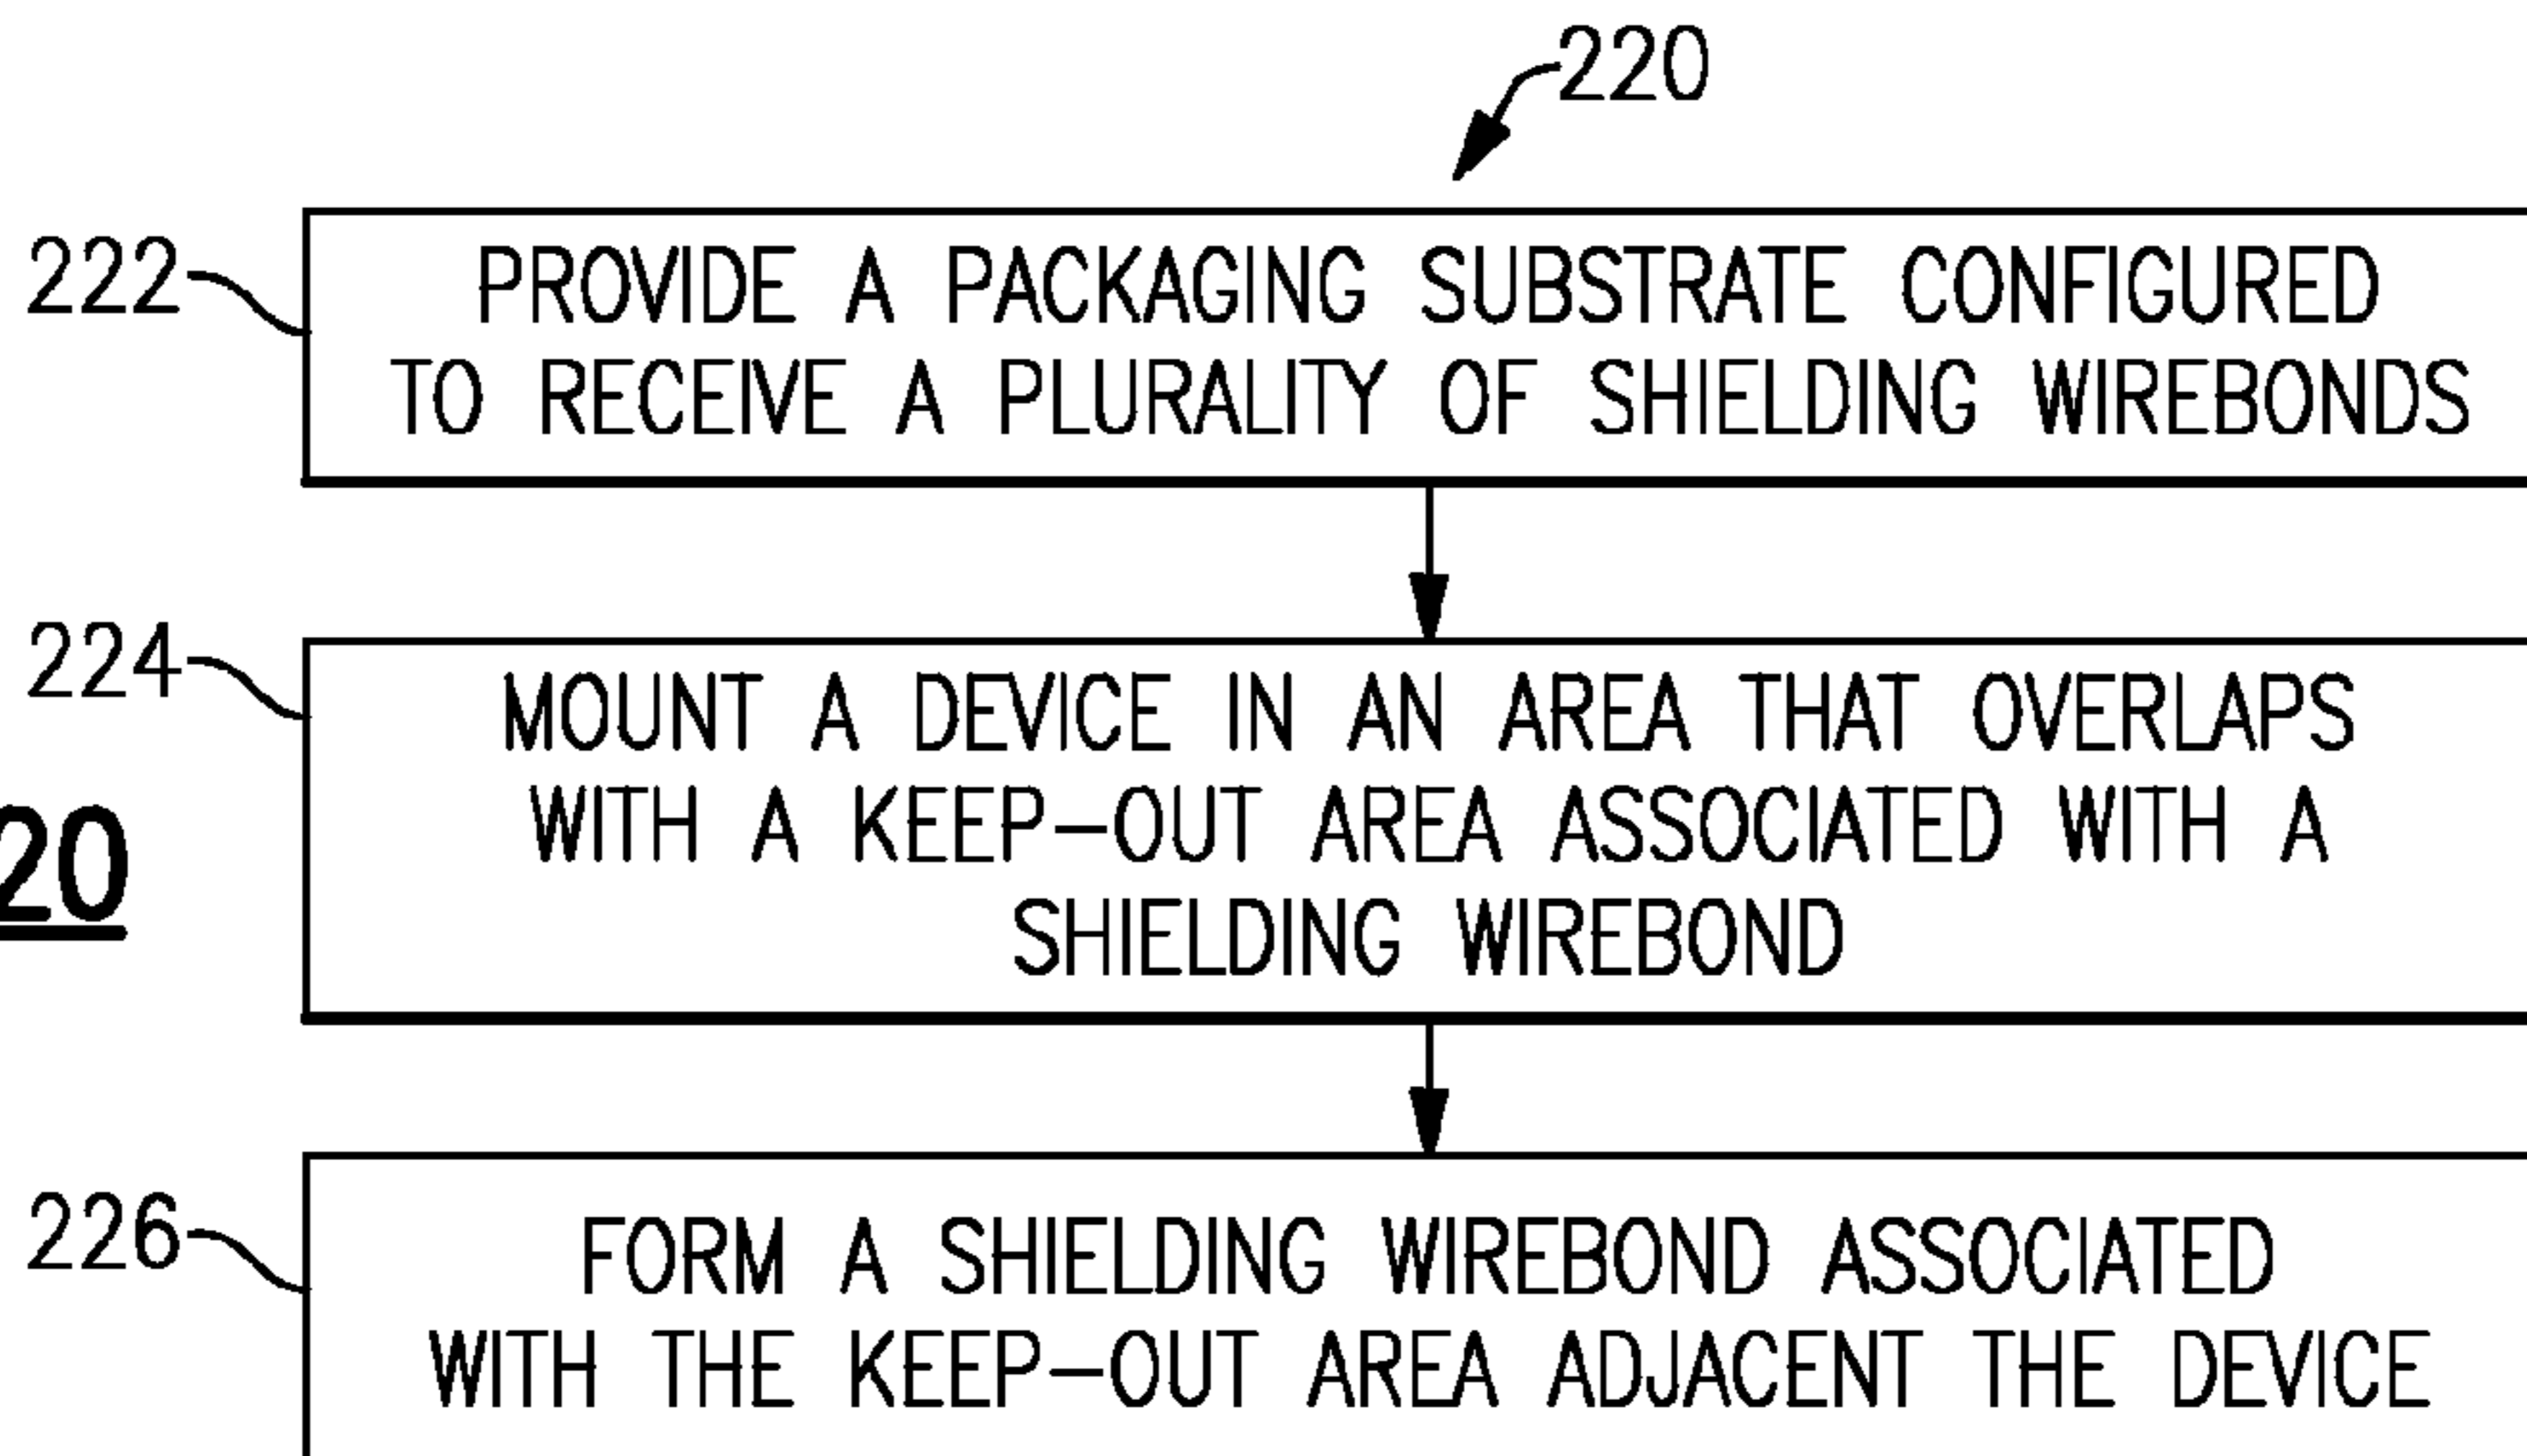 220
222
PROVIDE A PACKAGING SUBSTRATE CONFIGURED
TO RECEIVE A PLURALITY OF SHIELDING WIREBONDS
224
MOUNT A DEVICE IN AN AREA THAT OVERLAPS
WITH A KEEP-OUT AREA ASSOCIATED WITH A
SHIELDING WIREBOND
20
226
FORM A SHIELDING WIREBOND ASSOCIATED
WITH THE KEEP-OUT AREA ADJACENT THE DEVICE